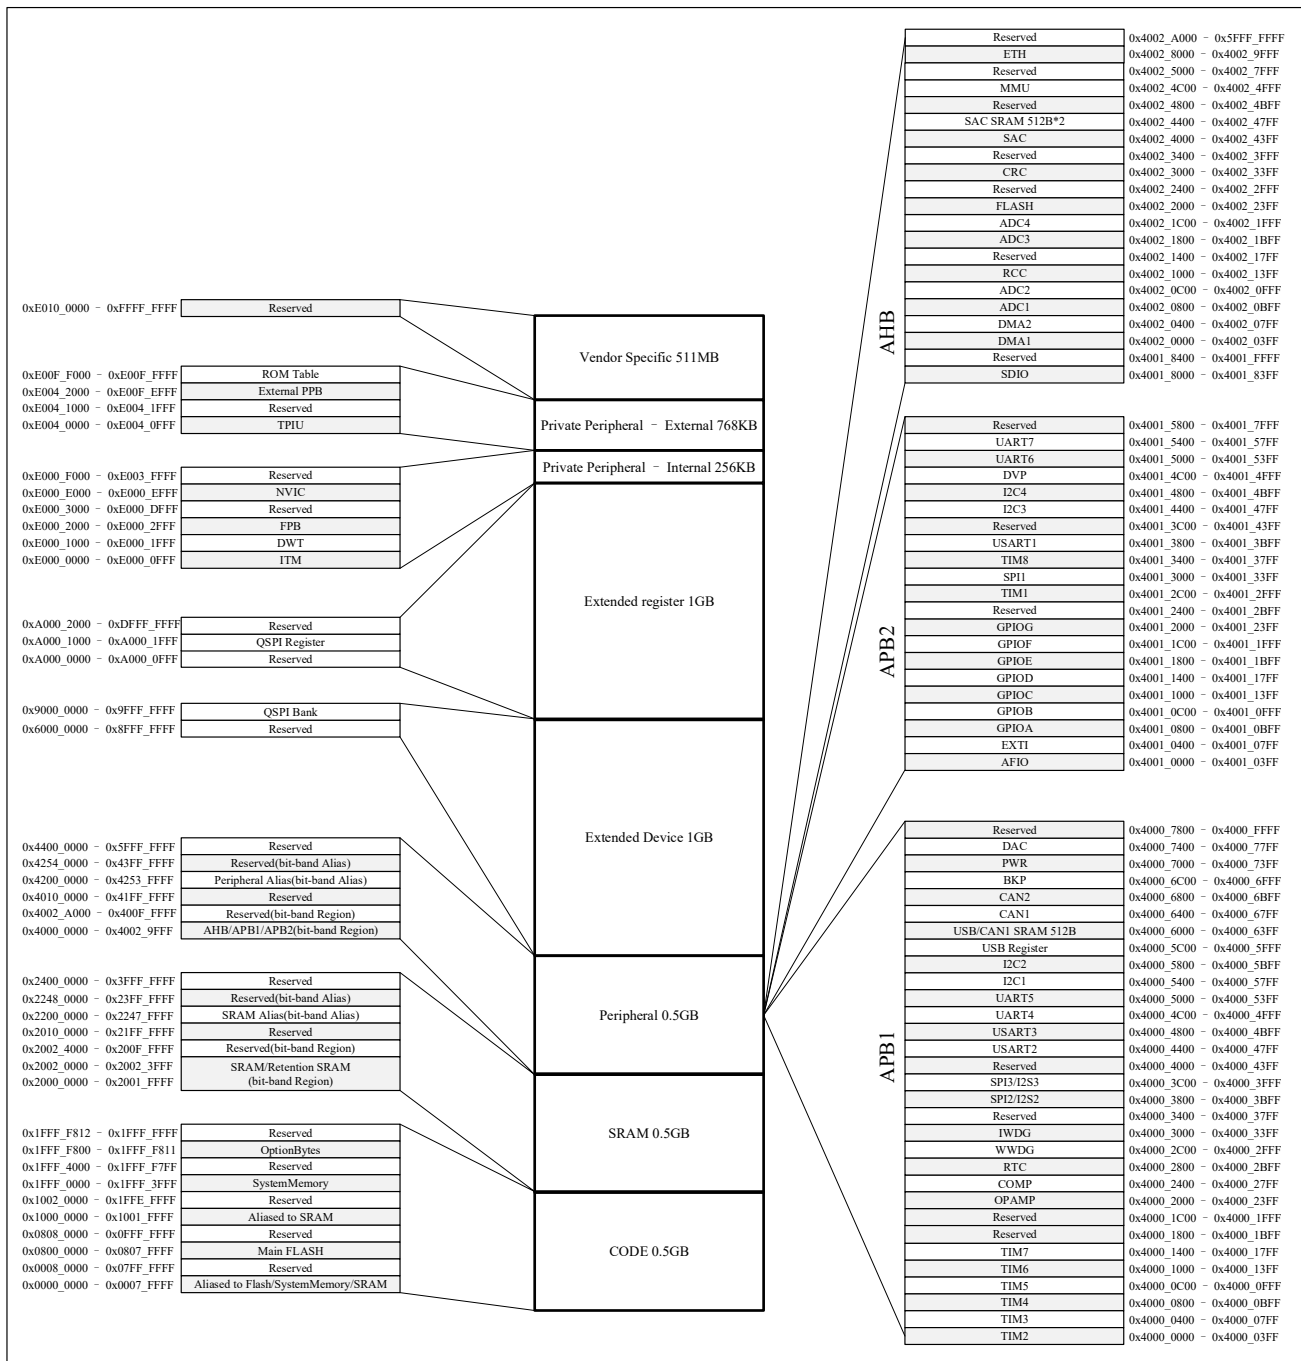 0xE010_0000 - 0xFFFF_FFFF Reserved
0xE00F_F000 - 0xE00F_FFFF ROM Table
0xE004_2000 - 0xE00F_EFFF External PPB
0xE004_1000 - 0xE004_1FFF Reserved
0xE004_0000 - 0xE004_0FFF TPIU
0xE000_F000 - 0xE003_FFFF Reserved
0xE000_E000 - 0xE000_EFFF NVIC
0xE000_3000 - 0xE000_DFFF Reserved
0xE000_2000 - 0xE000_2FFF FPB
0xE000_1000 - 0xE000_1FFF DWT
0xE000_0000 - 0xE000_0FFF ITM
0xA000_2000 - 0xDFFF_FFFF Reserved
0xA000_1000 - 0xA000_1FFF QSPI Register
0xA000_0000 - 0xA000_0FFF Reserved
0x9000_0000 - 0x9FFF_FFFF QSPI Bank
0x6000_0000 - 0x8FFF_FFFF Reserved
0x4400_0000 - 0x5FFF_FFFF Reserved
0x4254_0000 - 0x43FF_FFFF Reserved(bit-band Alias)
0x4200_0000 - 0x4253_FFFF Peripheral Alias(bit-band Alias)
0x4010_0000 - 0x41FF_FFFF Reserved
0x4002_A000 - 0x400F_FFFF Reserved(bit-band Region)
0x4000_0000 - 0x4002_9FFF AHB/APB1/APB2(bit-band Region)
0x2400_0000 - 0x3FFF_FFFF Reserved
0x2248_0000 - 0x23FF_FFFF Reserved(bit-band Alias)
0x2200_0000 - 0x2247_FFFF SRAM Alias(bit-band Alias)
0x2010_0000 - 0x21FF_FFFF Reserved
0x2002_4000 - 0x200F_FFFF Reserved(bit-band Region)
0x2002_0000 - 0x2002_3FFF SRAM/Retention SRAM
0x2000_0000 - 0x2001_FFFF (bit-band Region)
0x1FFF_F812 - 0x1FFF_FFFF Reserved
0x1FFF_F800 - 0x1FFF_F811 OptionBytes
0x1FFF_4000 - 0x1FFF_F7FF Reserved
0x1FFF_0000 - 0x1FFF_3FFF SystemMemory
0x1002_0000 - 0x1FFE_FFFF Reserved
0x1000_0000 - 0x1001_FFFF Aliased to SRAM
0x0808_0000 - 0x0FFF_FFFF Reserved
0x0800_0000 - 0x0807_FFFF Main FLASH
0x0008_0000 - 0x07FF_FFFF Reserved
0x0000_0000 - 0x0007_FFFF Aliased to Flash/SystemMemory/SRAM
Vendor Specific 511MB
Private Peripheral - External 768KB
Private Peripheral - Internal 256KB
Extended register 1GB
Extended Device 1GB
Peripheral 0.5GB
SRAM 0.5GB
CODE 0.5GB
AHB
Reserved 0x4002_A000 - 0x5FFF_FFFF
ETH 0x4002_8000 - 0x4002_9FFF
Reserved 0x4002_5000 - 0x4002_7FFF
MMU 0x4002_4C00 - 0x4002_4FFF
Reserved 0x4002_4800 - 0x4002_4BFF
SAC SRAM 512B*2 0x4002_4400 - 0x4002_47FF
SAC 0x4002_4000 - 0x4002_43FF
Reserved 0x4002_3400 - 0x4002_3FFF
CRC 0x4002_3000 - 0x4002_33FF
Reserved 0x4002_2400 - 0x4002_2FFF
FLASH 0x4002_2000 - 0x4002_23FF
ADC4 0x4002_1C00 - 0x4002_1FFF
ADC3 0x4002_1800 - 0x4002_1BFF
Reserved 0x4002_1400 - 0x4002_17FF
RCC 0x4002_1000 - 0x4002_13FF
ADC2 0x4002_0C00 - 0x4002_0FFF
ADC1 0x4002_0800 - 0x4002_0BFF
DMA2 0x4002_0400 - 0x4002_07FF
DMA1 0x4002_0000 - 0x4002_03FF
Reserved 0x4001_8400 - 0x4001_FFFF
SDIO 0x4001_8000 - 0x4001_83FF
APB2
Reserved 0x4001_5800 - 0x4001_7FFF
UART7 0x4001_5400 - 0x4001_57FF
UART6 0x4001_5000 - 0x4001_53FF
DVP 0x4001_4C00 - 0x4001_4FFF
I2C4 0x4001_4800 - 0x4001_4BFF
I2C3 0x4001_4400 - 0x4001_47FF
Reserved 0x4001_3C00 - 0x4001_43FF
USART1 0x4001_3800 - 0x4001_3BFF
TIM8 0x4001_3400 - 0x4001_37FF
SPI1 0x4001_3000 - 0x4001_33FF
TIM1 0x4001_2C00 - 0x4001_2FFF
Reserved 0x4001_2400 - 0x4001_2BFF
GPIOG 0x4001_2000 - 0x4001_23FF
GPIOF 0x4001_1C00 - 0x4001_1FFF
GPIOE 0x4001_1800 - 0x4001_1BFF
GPIOD 0x4001_1400 - 0x4001_17FF
GPIOC 0x4001_1000 - 0x4001_13FF
GPIOB 0x4001_0C00 - 0x4001_0FFF
GPIOA 0x4001_0800 - 0x4001_0BFF
EXTI 0x4001_0400 - 0x4001_07FF
AFIO 0x4001_0000 - 0x4001_03FF
APB1
Reserved 0x4000_7800 - 0x4000_FFFF
DAC 0x4000_7400 - 0x4000_77FF
PWR 0x4000_7000 - 0x4000_73FF
BKP 0x4000_6C00 - 0x4000_6FFF
CAN2 0x4000_6800 - 0x4000_6BFF
CAN1 0x4000_6400 - 0x4000_67FF
USB/CAN1 SRAM 512B 0x4000_6000 - 0x4000_63FF
USB Register 0x4000_5C00 - 0x4000_5FFF
I2C2 0x4000_5800 - 0x4000_5BFF
I2C1 0x4000_5400 - 0x4000_57FF
UART5 0x4000_5000 - 0x4000_53FF
UART4 0x4000_4C00 - 0x4000_4FFF
USART3 0x4000_4800 - 0x4000_4BFF
USART2 0x4000_4400 - 0x4000_47FF
Reserved 0x4000_4000 - 0x4000_43FF
SPI3/I2S3 0x4000_3C00 - 0x4000_3FFF
SPI2/I2S2 0x4000_3800 - 0x4000_3BFF
Reserved 0x4000_3400 - 0x4000_37FF
IWDG 0x4000_3000 - 0x4000_33FF
WWDG 0x4000_2C00 - 0x4000_2FFF
RTC 0x4000_2800 - 0x4000_2BFF
COMP 0x4000_2400 - 0x4000_27FF
OPAMP 0x4000_2000 - 0x4000_23FF
Reserved 0x4000_1C00 - 0x4000_1FFF
Reserved 0x4000_1800 - 0x4000_1BFF
TIM7 0x4000_1400 - 0x4000_17FF
TIM6 0x4000_1000 - 0x4000_13FF
TIM5 0x4000_0C00 - 0x4000_0FFF
TIM4 0x4000_0800 - 0x4000_0BFF
TIM3 0x4000_0400 - 0x4000_07FF
TIM2 0x4000_0000 - 0x4000_03FF